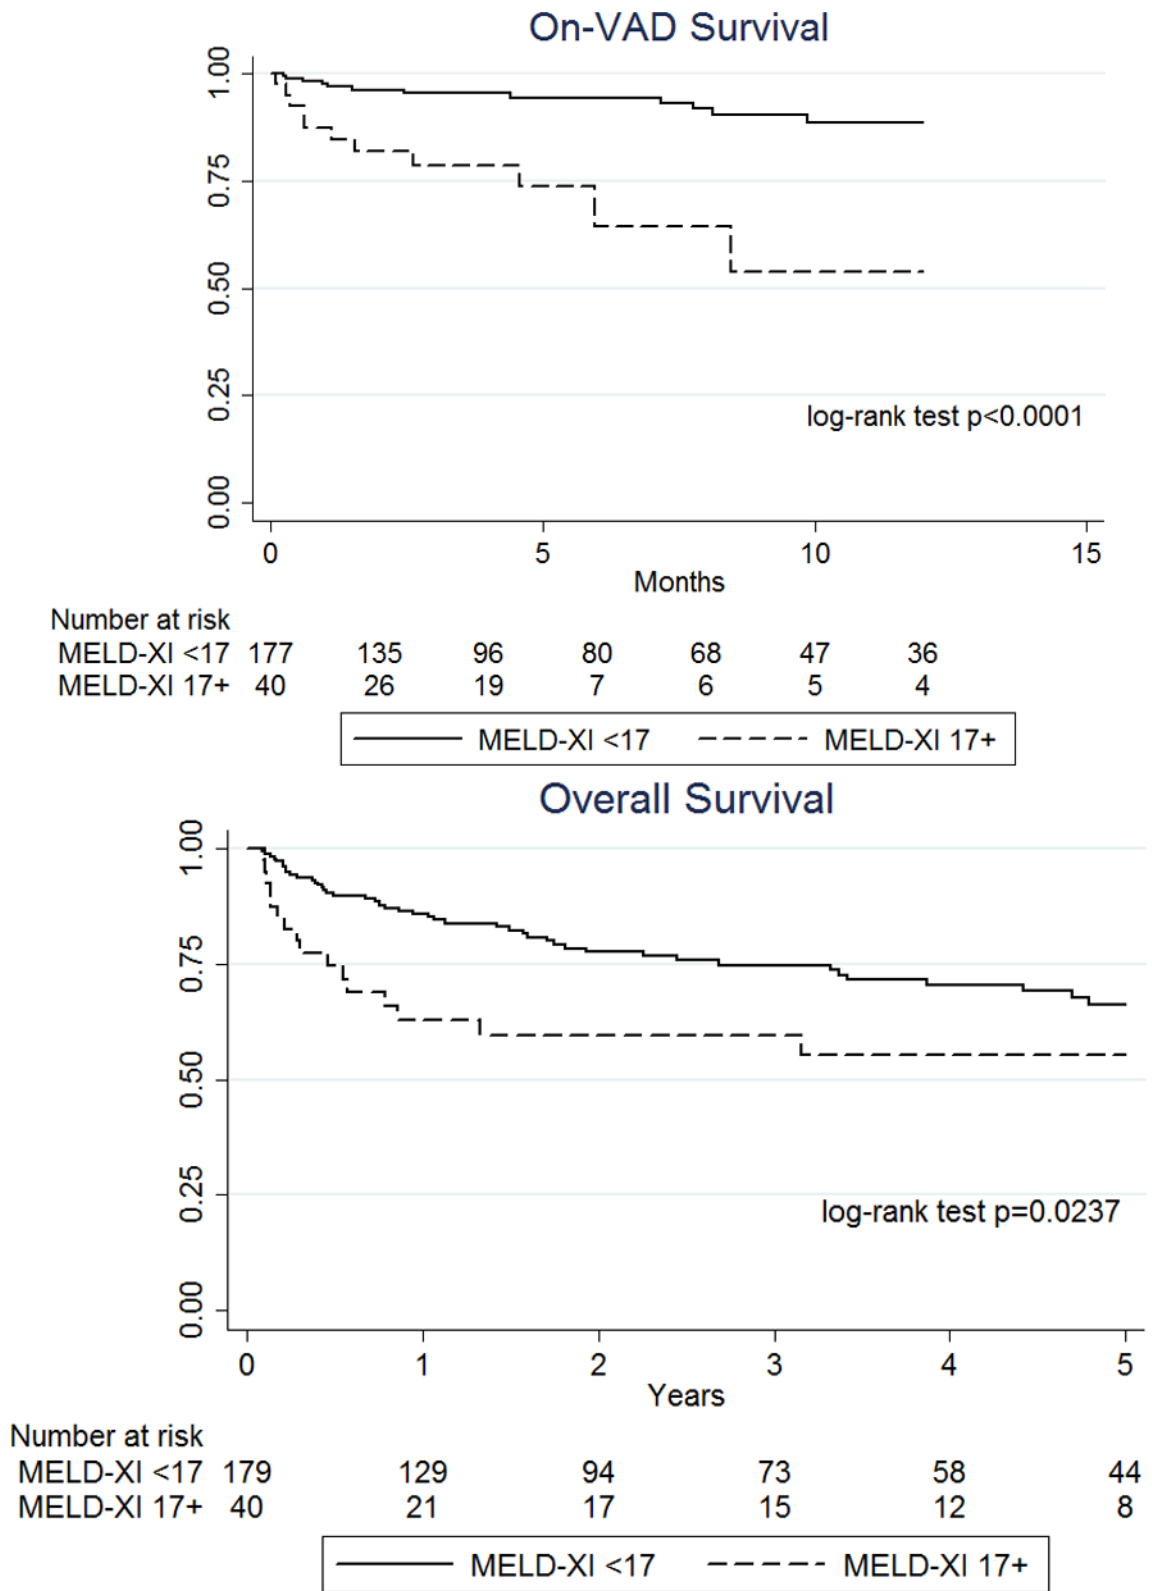 On-VAD Survival
1.00
0.75
0.50
0.25
0.00
log-rank test p<0.0001
0 5 10 15
Months
Number at risk
MELD-XI <17 177 135 96 80 68 47 36
MELD-XI 17+ 40 26 19 7 6 5 4
MELD-XI <17 MELD-XI 17+
Overall Survival
1.00
0.75
0.50
0.25
0.00
log-rank test p=0.0237
0 1 2 3 4 5
Years
Number at risk
MELD-XI <17 179 129 94 73 58 44
MELD-XI 17+ 40 21 17 15 12 8
MELD-XI <17 MELD-XI 17+